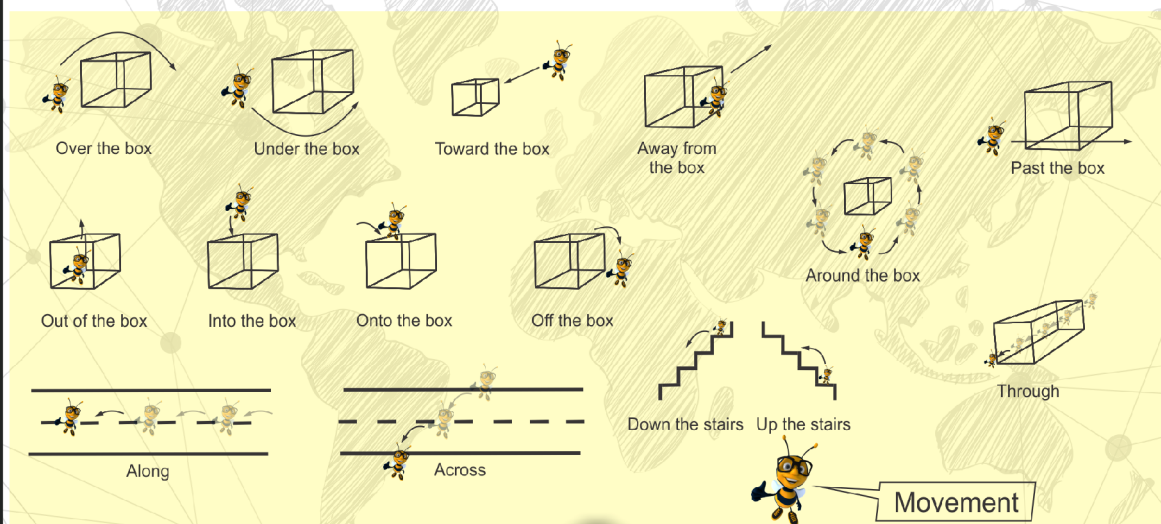 Over the box
Under the box
Toward the box
Away from
the box
Past the box
Around the box
Out of the box
Into the box
Onto the box
Off the box
Through
Down the stairs
Up the stairs
Along
Across
Movement